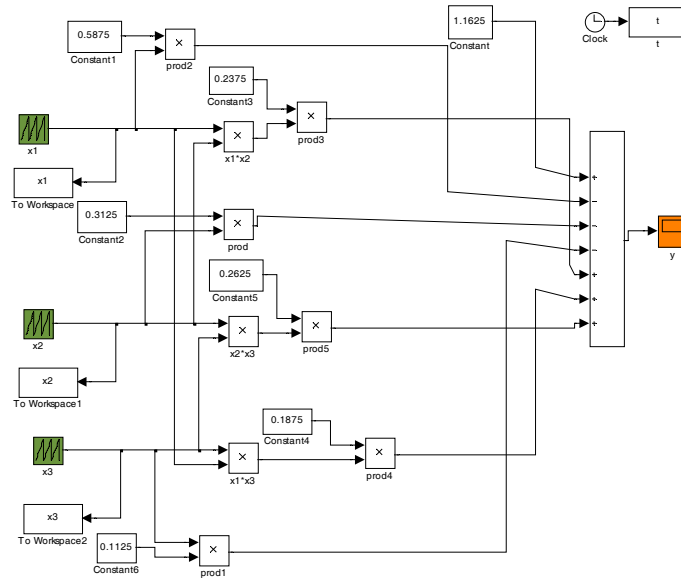 0.5875
Constant1
×
prod2
1.1625
Constant
Clock
t
t
0.2375
Constant3
×
prod3
x1
×
x1*x2
x1
To Workspace
0.3125
Constant2
×
prod
+
−
−
−
+
+
+
y
0.2625
Constant5
x2
×
x2*x3
×
prod5
x2
To Workspace1
0.1875
Constant4
x3
×
x1*x3
×
prod4
x3
To Workspace2
0.1125
Constant6
×
prod1